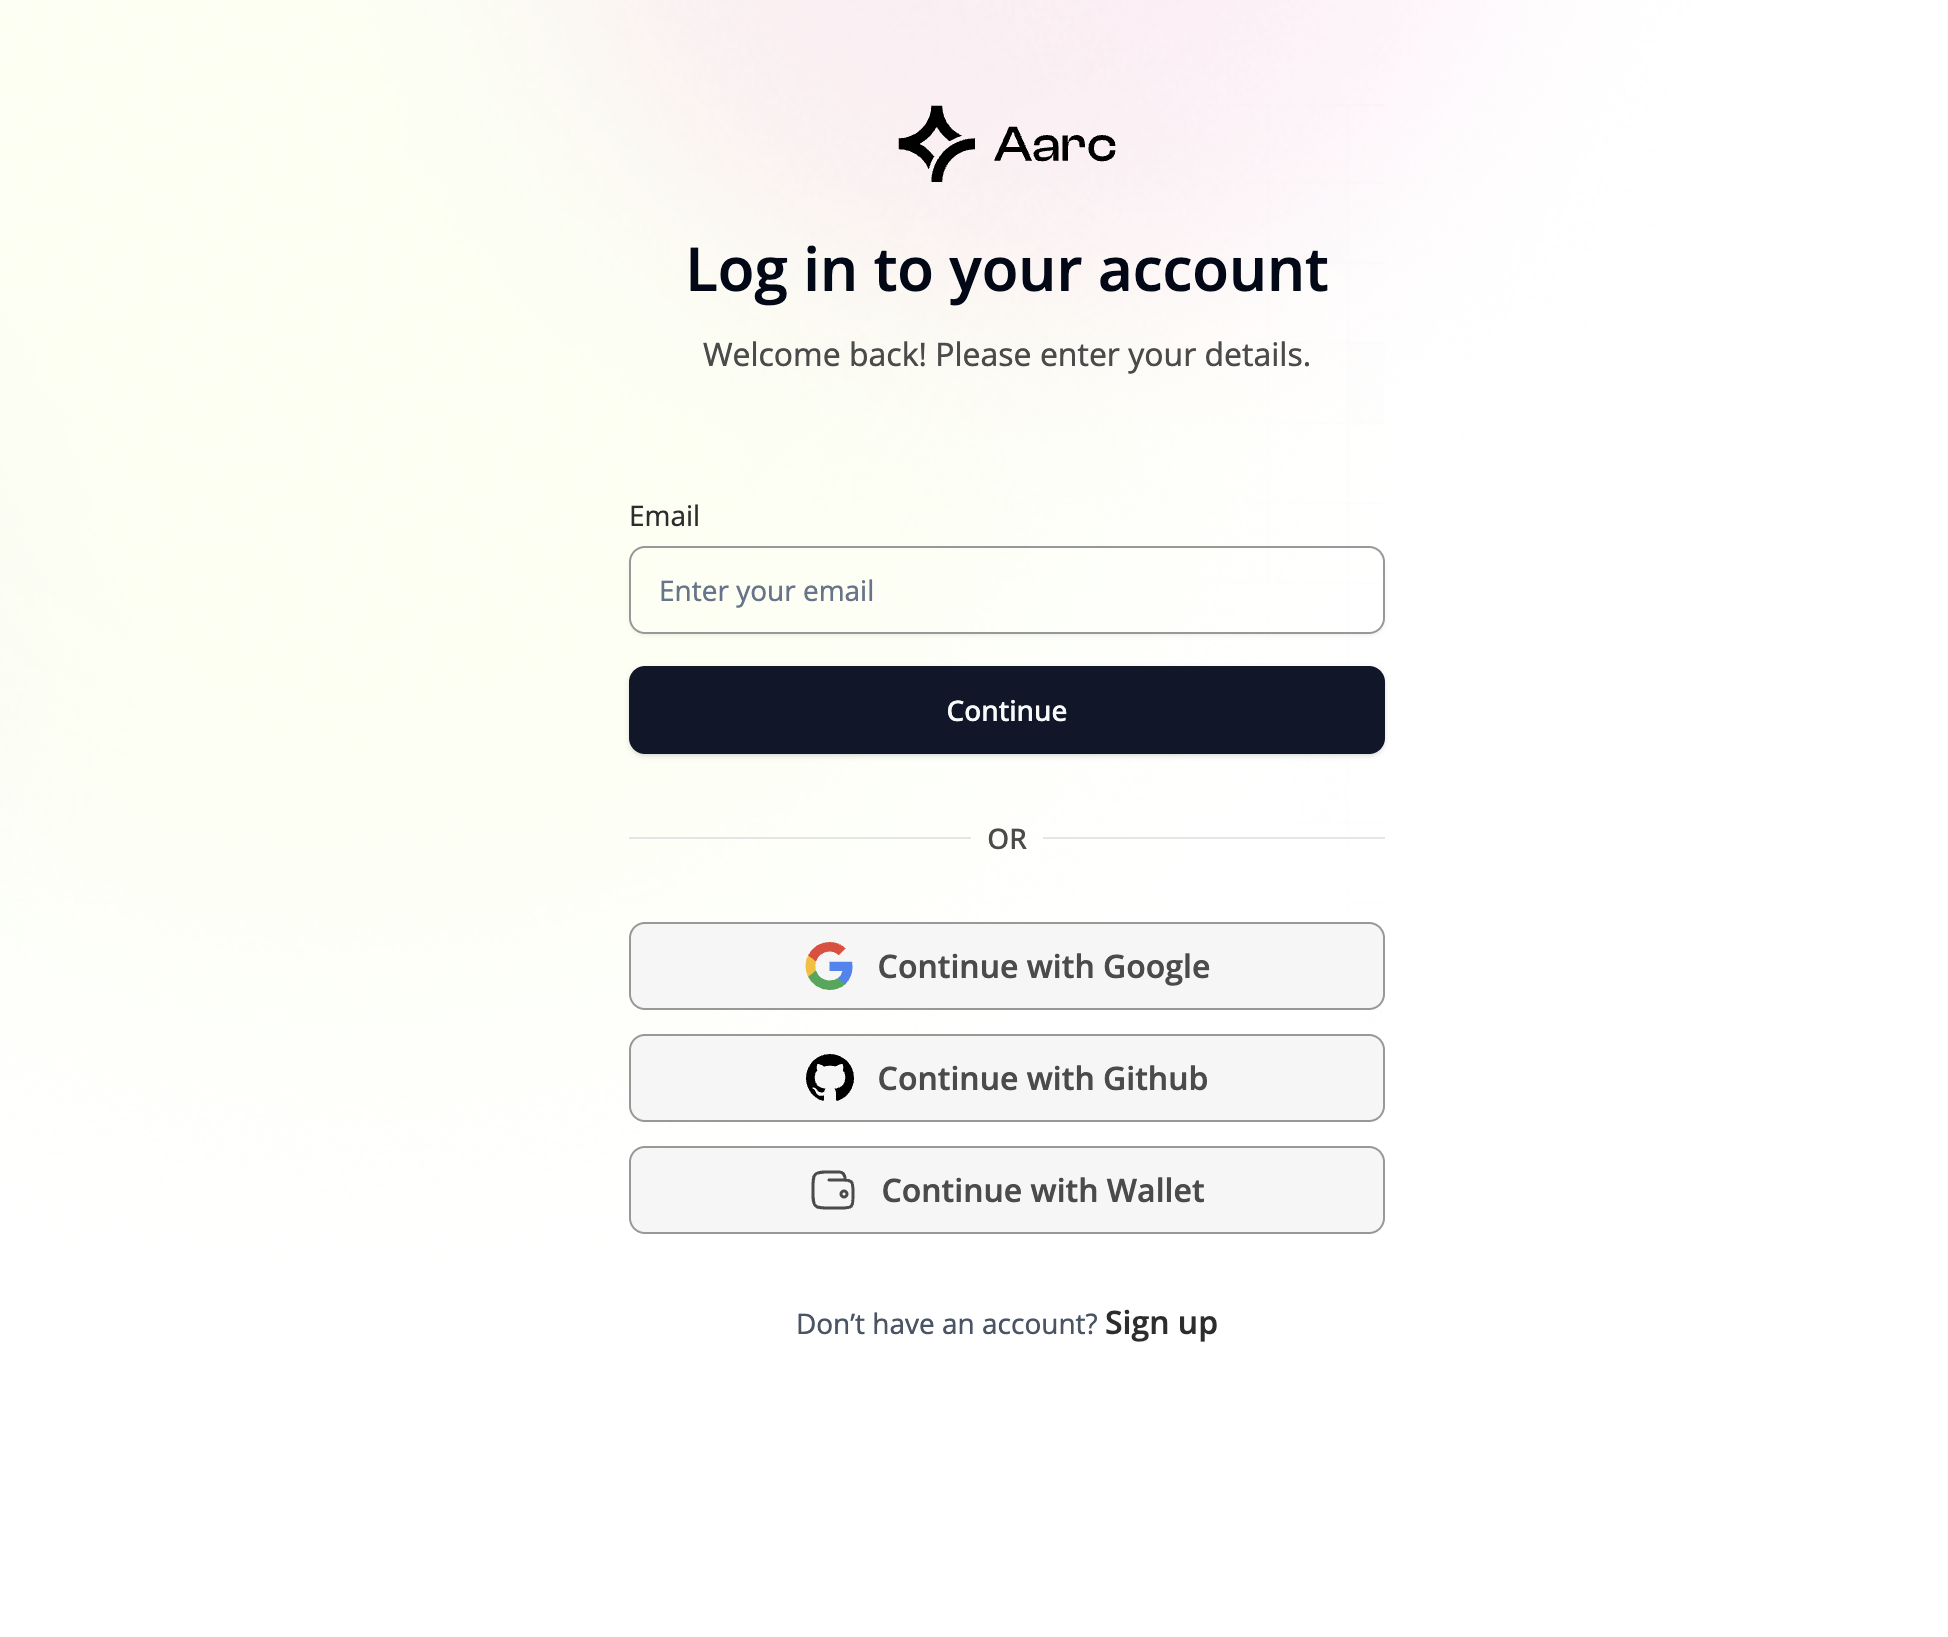 Aarc
Log in to your account
Welcome back! Please enter your details.
Email
Enter your email
Continue
OR
Continue with Google
Continue with Github
Continue with Wallet
Don’t have an account? Sign up